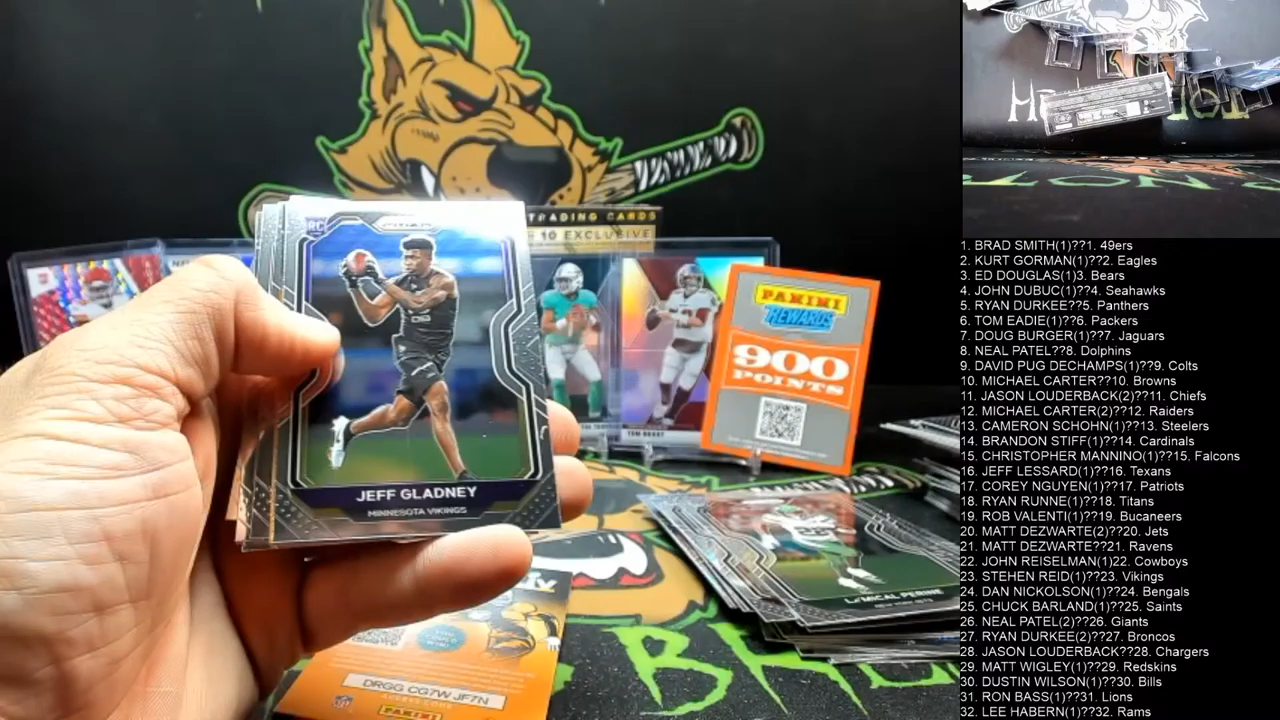 TRADING CARDS
10 EXCLUSIVE
RC
PRIZM
JEFF GLADNEY
MINNESOTA VIKINGS
TOM BRADY
PANINI
REWARDS
900
POINTS
LA'MICAL PERINE
NEW YORK JETS
DRGG CG7W JF7N
PANINI
1. BRAD SMITH(1)??1. 49ers
2. KURT GORMAN(1)??2. Eagles
3. ED DOUGLAS(1)3. Bears
4. JOHN DUBUC(1)??4. Seahawks
5. RYAN DURKEE??5. Panthers
6. TOM EADIE(1)??6. Packers
7. DOUG BURGER(1)??7. Jaguars
8. NEAL PATEL??8. Dolphins
9. DAVID PUG DECHAMPS(1)??9. Colts
10. MICHAEL CARTER??10. Browns
11. JASON LOUDERBACK(2)??11. Chiefs
12. MICHAEL CARTER(2)??12. Raiders
13. CAMERON SCHOHN(1)??13. Steelers
14. BRANDON STIFF(1)??14. Cardinals
15. CHRISTOPHER MANNINO(1)??15. Falcons
16. JEFF LESSARD(1)??16. Texans
17. COREY NGUYEN(1)??17. Patriots
18. RYAN RUNNE(1)??18. Titans
19. ROB VALENTI(1)??19. Bucaneers
20. MATT DEZWARTE(2)??20. Jets
21. MATT DEZWARTE??21. Ravens
22. JOHN REISELMAN(1)22. Cowboys
23. STEHEN REID(1)??23. Vikings
24. DAN NICKOLSON(1)??24. Bengals
25. CHUCK BARLAND(1)??25. Saints
26. NEAL PATEL(2)??26. Giants
27. RYAN DURKEE(2)??27. Broncos
28. JASON LOUDERBACK??28. Chargers
29. MATT WIGLEY(1)??29. Redskins
30. DUSTIN WILSON(1)??30. Bills
31. RON BASS(1)??31. Lions
32. LEE HABERN(1)??32. Rams